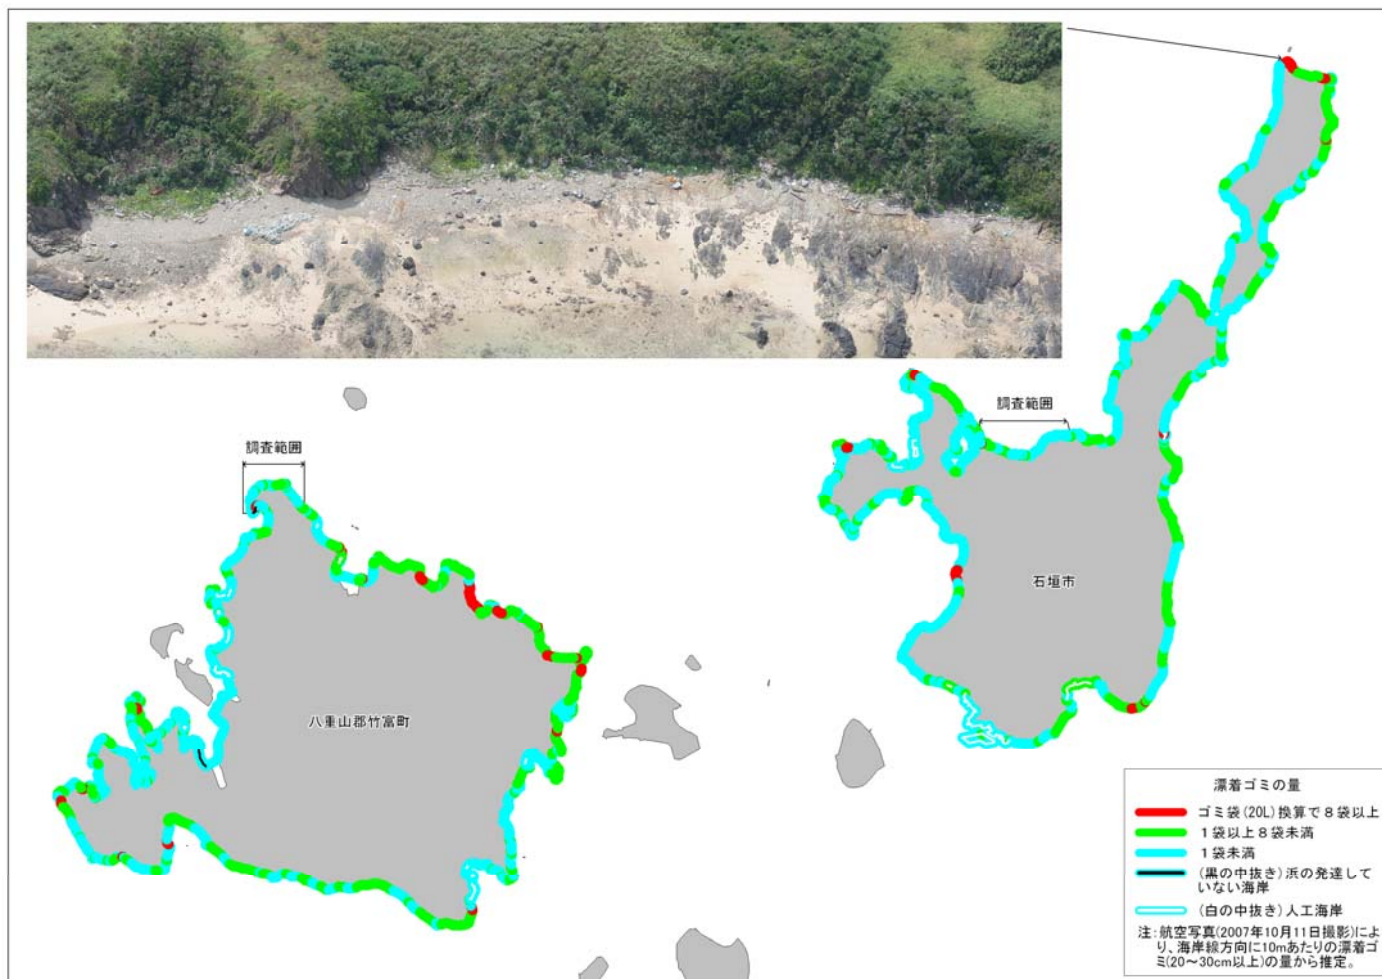 調査範囲
調査範囲
石垣市
八重山郡竹富町
漂着ゴミの量
ゴミ袋(20L)換算で８袋以上
１袋以上８袋未満
１袋未満
(黒の中抜き)浜の発達して
いない海岸
(白の中抜き)人工海岸
注：航空写真(2007年10月11日撮影)によ
り、海岸線方向に10mあたりの漂着ゴ
ミ(20～30cm以上)の量から推定。